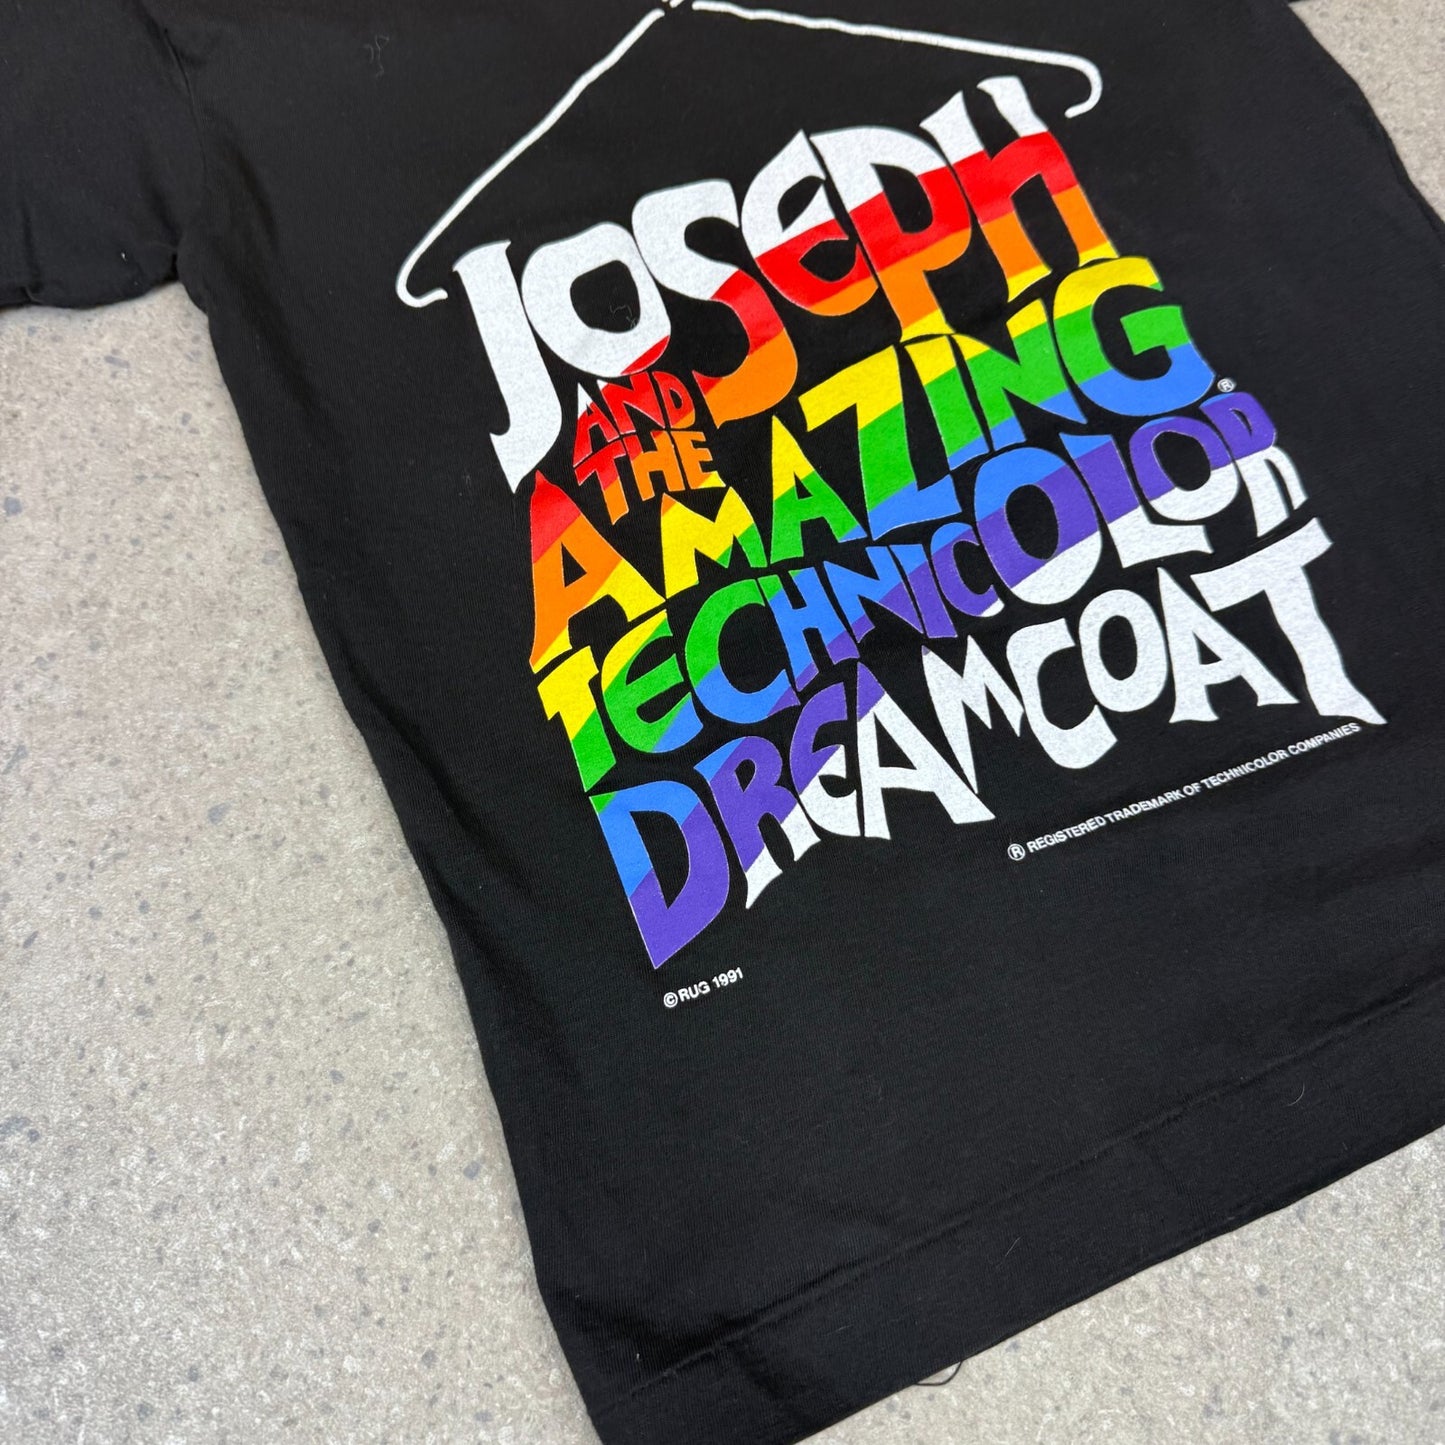 JOSEPH
AND
THE
AMAZING
TECHNICOLOR®
DREAMCOAT
® REGISTERED TRADEMARK OF TECHNICOLOR COMPANIES
© RUG 1991